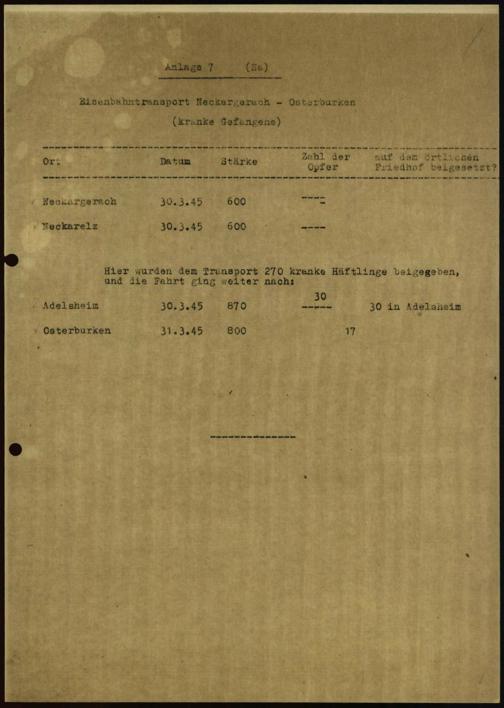 Anlage 7 (Na)
Eisenbahntransport Neckargerach - Osterburken
(kranke Gefangene)
Ort Datum Stärke Zahl der Opfer auf dem örtlichen Friedhof beigesetzt?
Neckargerach 30.3.45 600 ----
Neckarelz 30.3.45 600 ----
Hier wurden dem Transport 270 kranke Häftlinge beigegeben,
und die Fahrt ging weiter nach:
Adelsheim 30.3.45 870 30 30 in Adelsheim
Osterburken 31.3.45 800 17